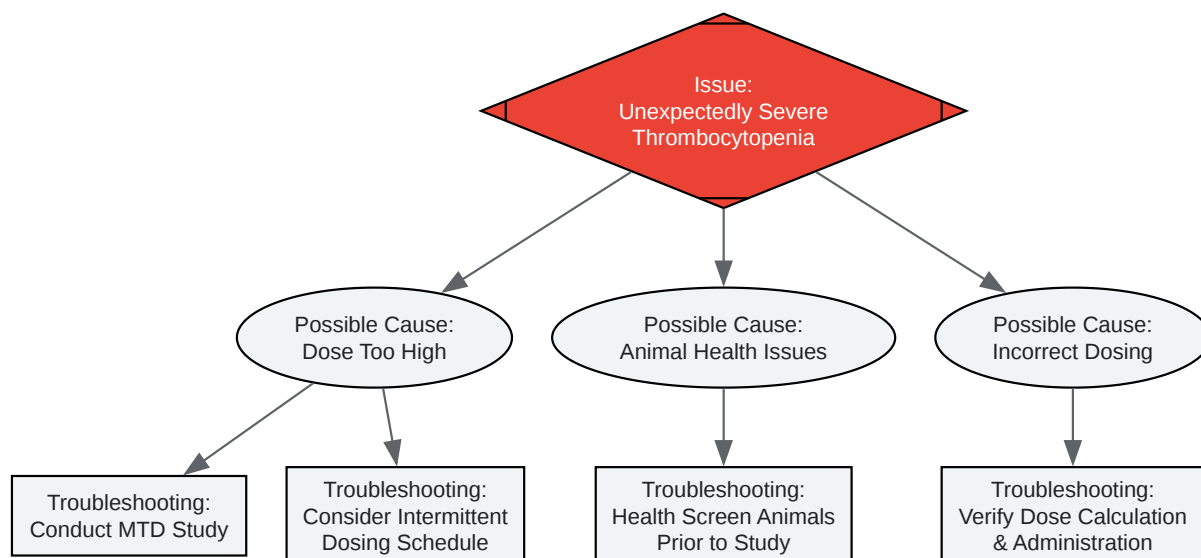 Issue:
Unexpectedly Severe
Thrombocytopenia
Possible Cause:
Dose Too High
Possible Cause:
Animal Health Issues
Possible Cause:
Incorrect Dosing
Troubleshooting:
Conduct MTD Study
Troubleshooting:
Consider Intermittent
Dosing Schedule
Troubleshooting:
Health Screen Animals
Prior to Study
Troubleshooting:
Verify Dose Calculation
& Administration